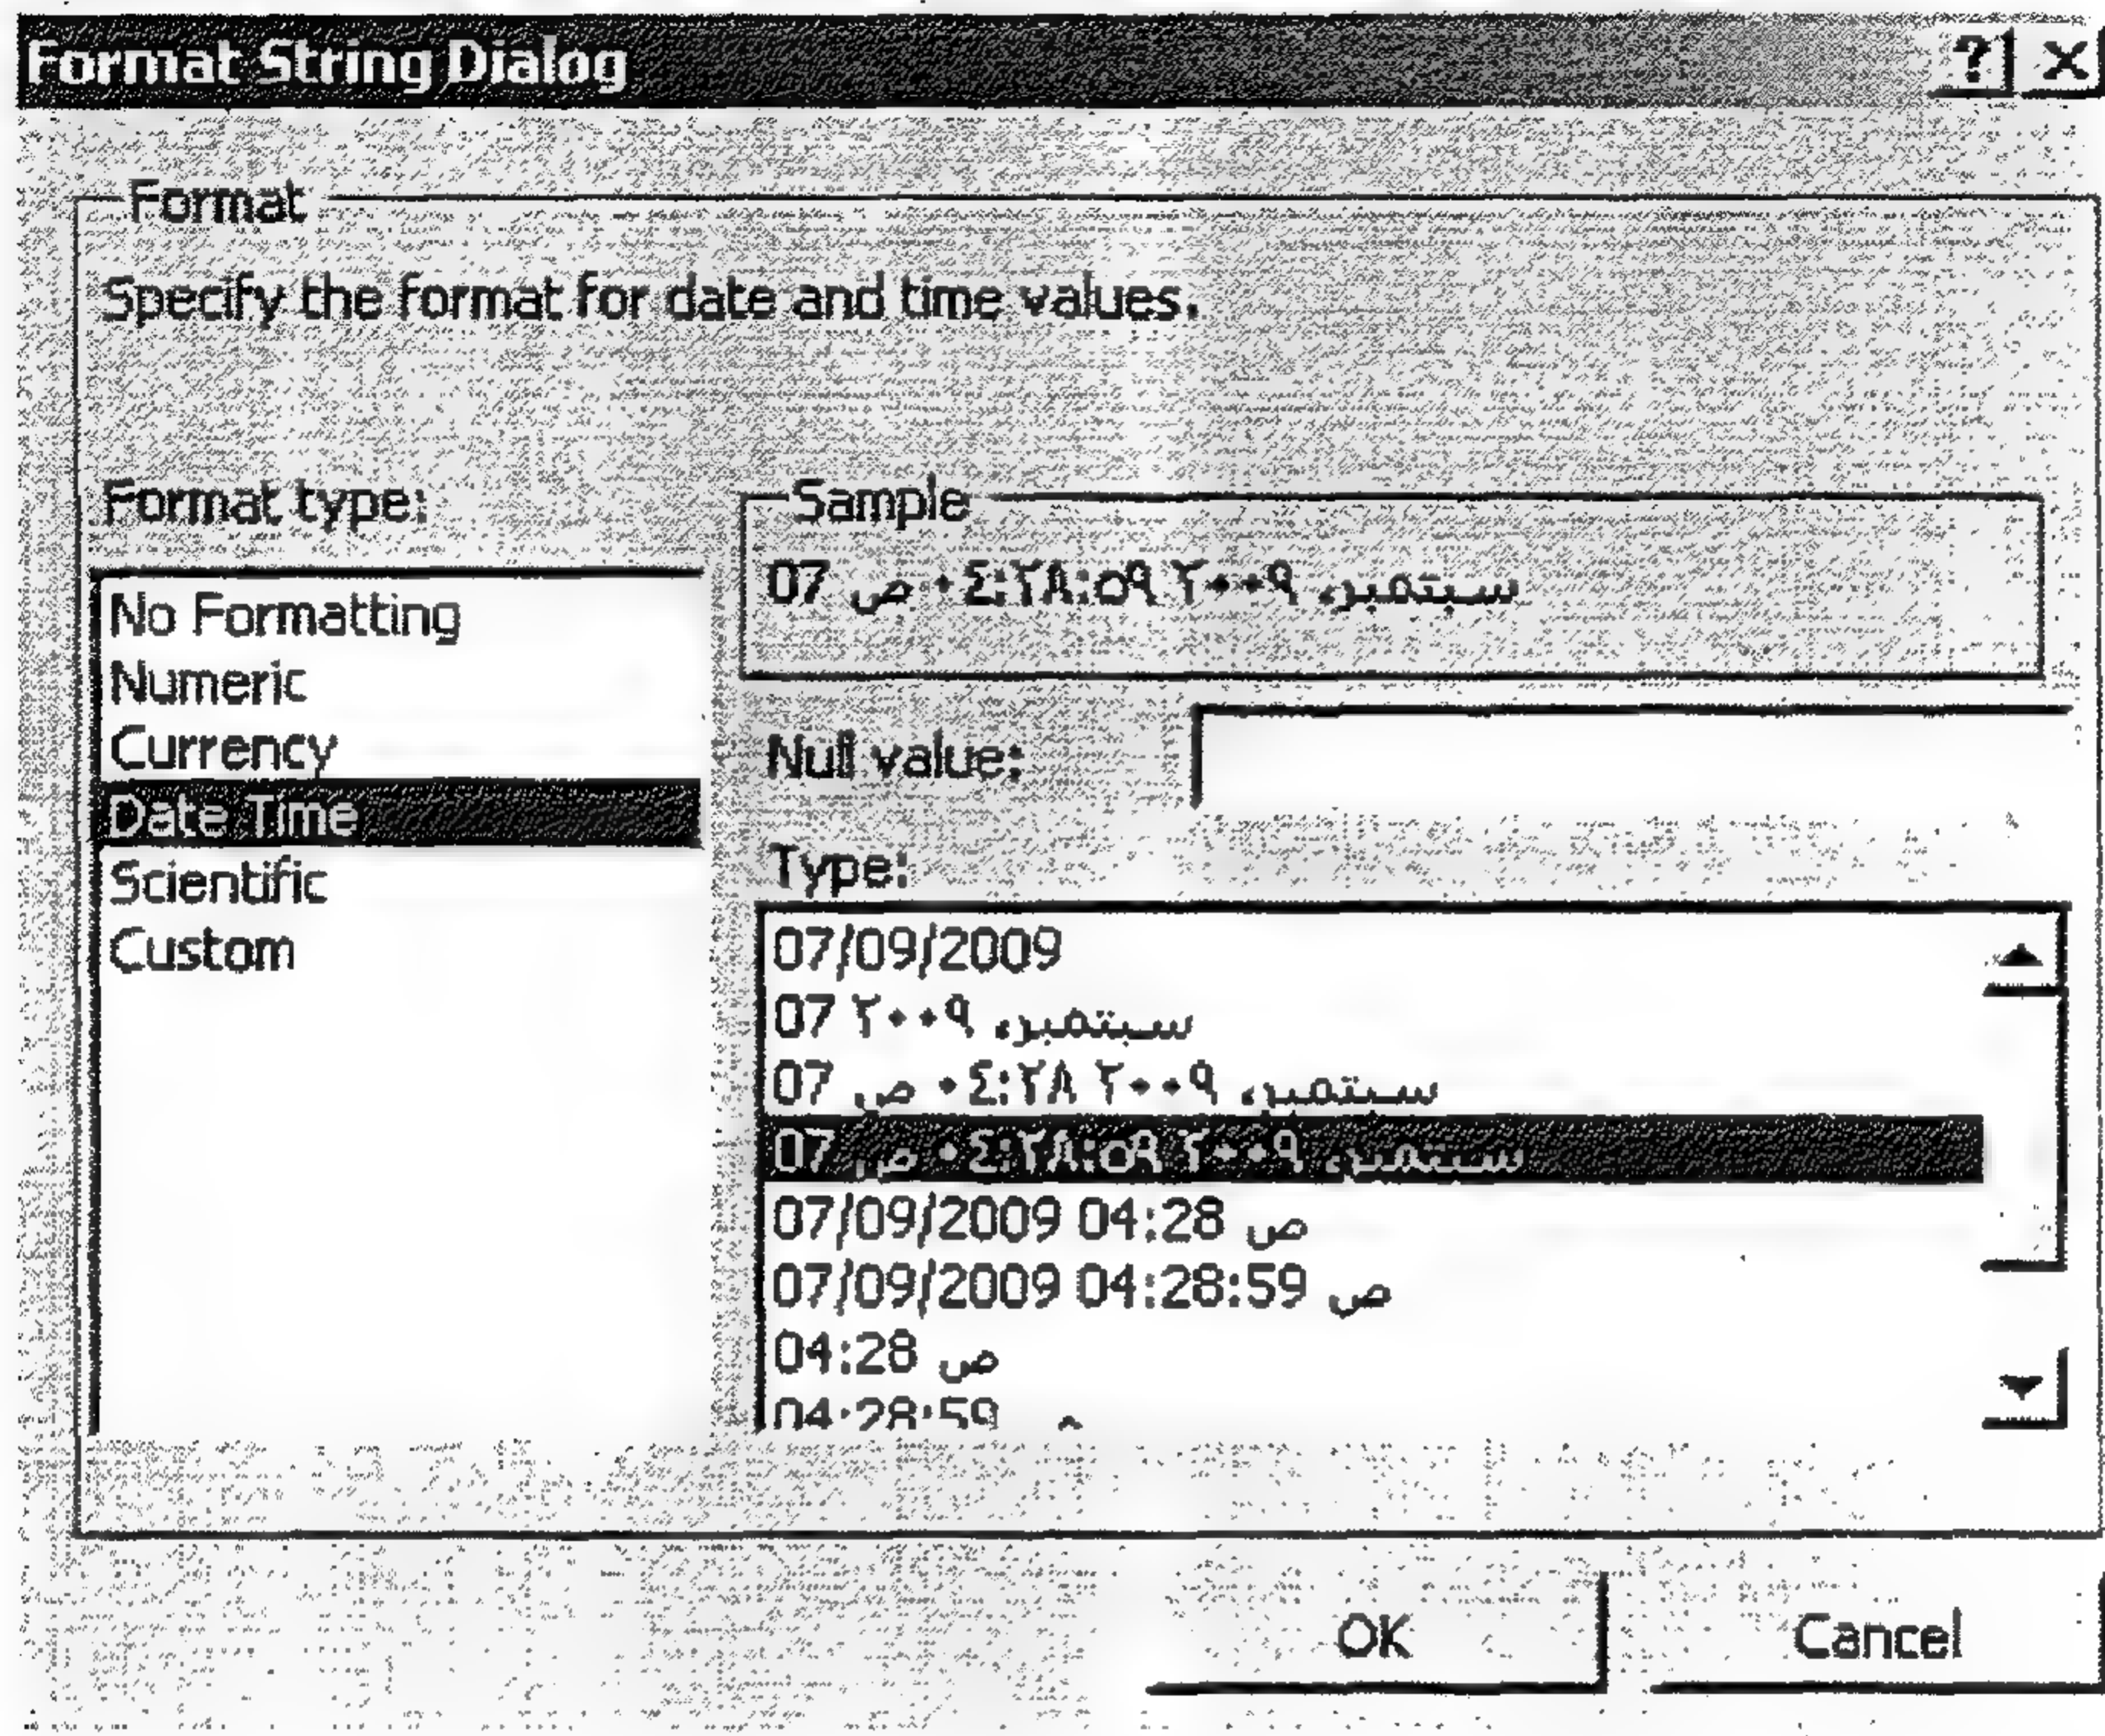 Format String Dialog
Format
Specify the format for date and time values.
Format type:
No Formatting
Numeric
Currency
Date Time
Scientific
Custom
Sample
07 سبتمبر، ٢٠٠٩ ٠٤:٢٨:٥٩ ص
Null value:
Type:
07/09/2009
07 سبتمبر، ٢٠٠٩
07 سبتمبر، ٢٠٠٩ ٠٤:٢٨ ص
07 سبتمبر، ٢٠٠٩ ٠٤:٢٨:٥٩ ص
07/09/2009 04:28 ص
07/09/2009 04:28:59 ص
04:28 ص
04:28:59
OK
Cancel